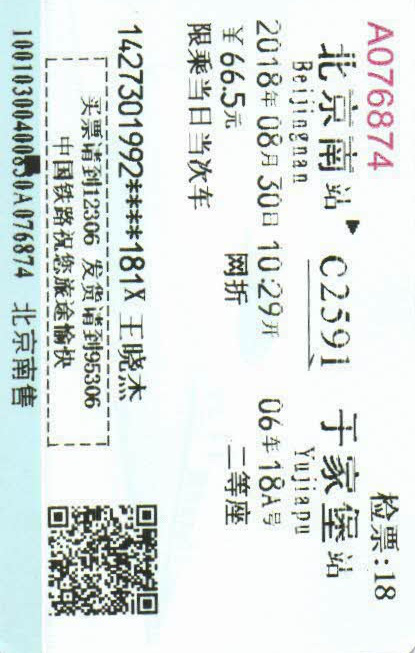 A076874 检票:18
北京南站 C2591 于家堡站
Beijingnan Yujiapu
2018年08月30日10:29开 06车18A号
￥66.5元 网折 二等座
限乘当日当次车
1427301992****181X 王晓杰
买票请到12306 发货请到95306
中国铁路祝您旅途愉快
北京南售